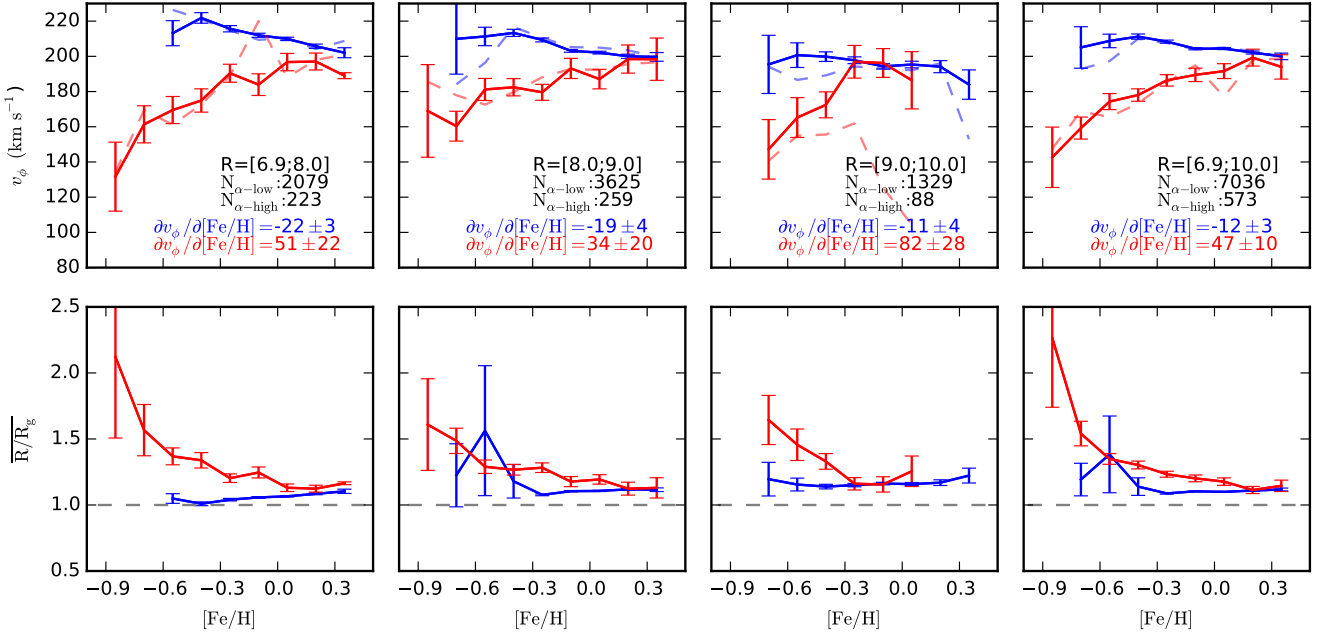 220
200
180
160
140
120
100
80
v_ϕ (km s⁻¹)
R=[6.9;8.0]
N_α−low:2079
N_α−high:223
∂v_ϕ/∂[Fe/H]=-22±3
∂v_ϕ/∂[Fe/H]=51±22
R=[8.0;9.0]
N_α−low:3625
N_α−high:259
∂v_ϕ/∂[Fe/H]=-19±4
∂v_ϕ/∂[Fe/H]=34±20
R=[9.0;10.0]
N_α−low:1329
N_α−high:88
∂v_ϕ/∂[Fe/H]=-11±4
∂v_ϕ/∂[Fe/H]=82±28
R=[6.9;10.0]
N_α−low:7036
N_α−high:573
∂v_ϕ/∂[Fe/H]=-12±3
∂v_ϕ/∂[Fe/H]=47±10
2.5
2.0
1.5
1.0
0.5
R/R_g
−0.9 −0.6 −0.3 0.0 0.3
−0.9 −0.6 −0.3 0.0 0.3
−0.9 −0.6 −0.3 0.0 0.3
−0.9 −0.6 −0.3 0.0 0.3
[Fe/H]
[Fe/H]
[Fe/H]
[Fe/H]